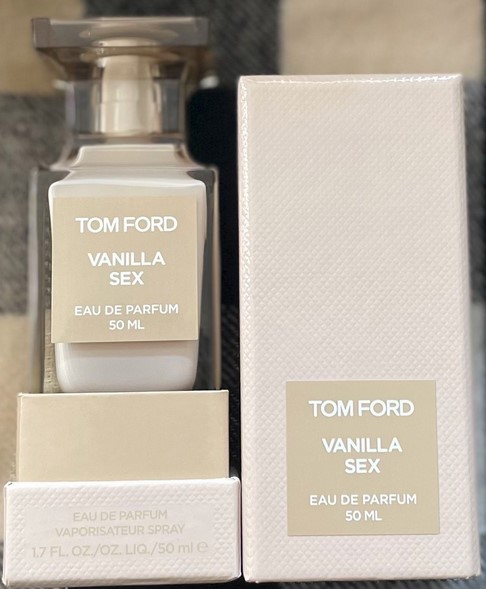 TOM FORD
VANILLA
SEX
EAU DE PARFUM
50 ML
EAU DE PARFUM
VAPORISATEUR SPRAY
1.7 FL. OZ./OZ. LIQ./50 ml ℮
TOM FORD
VANILLA
SEX
EAU DE PARFUM
50 ML